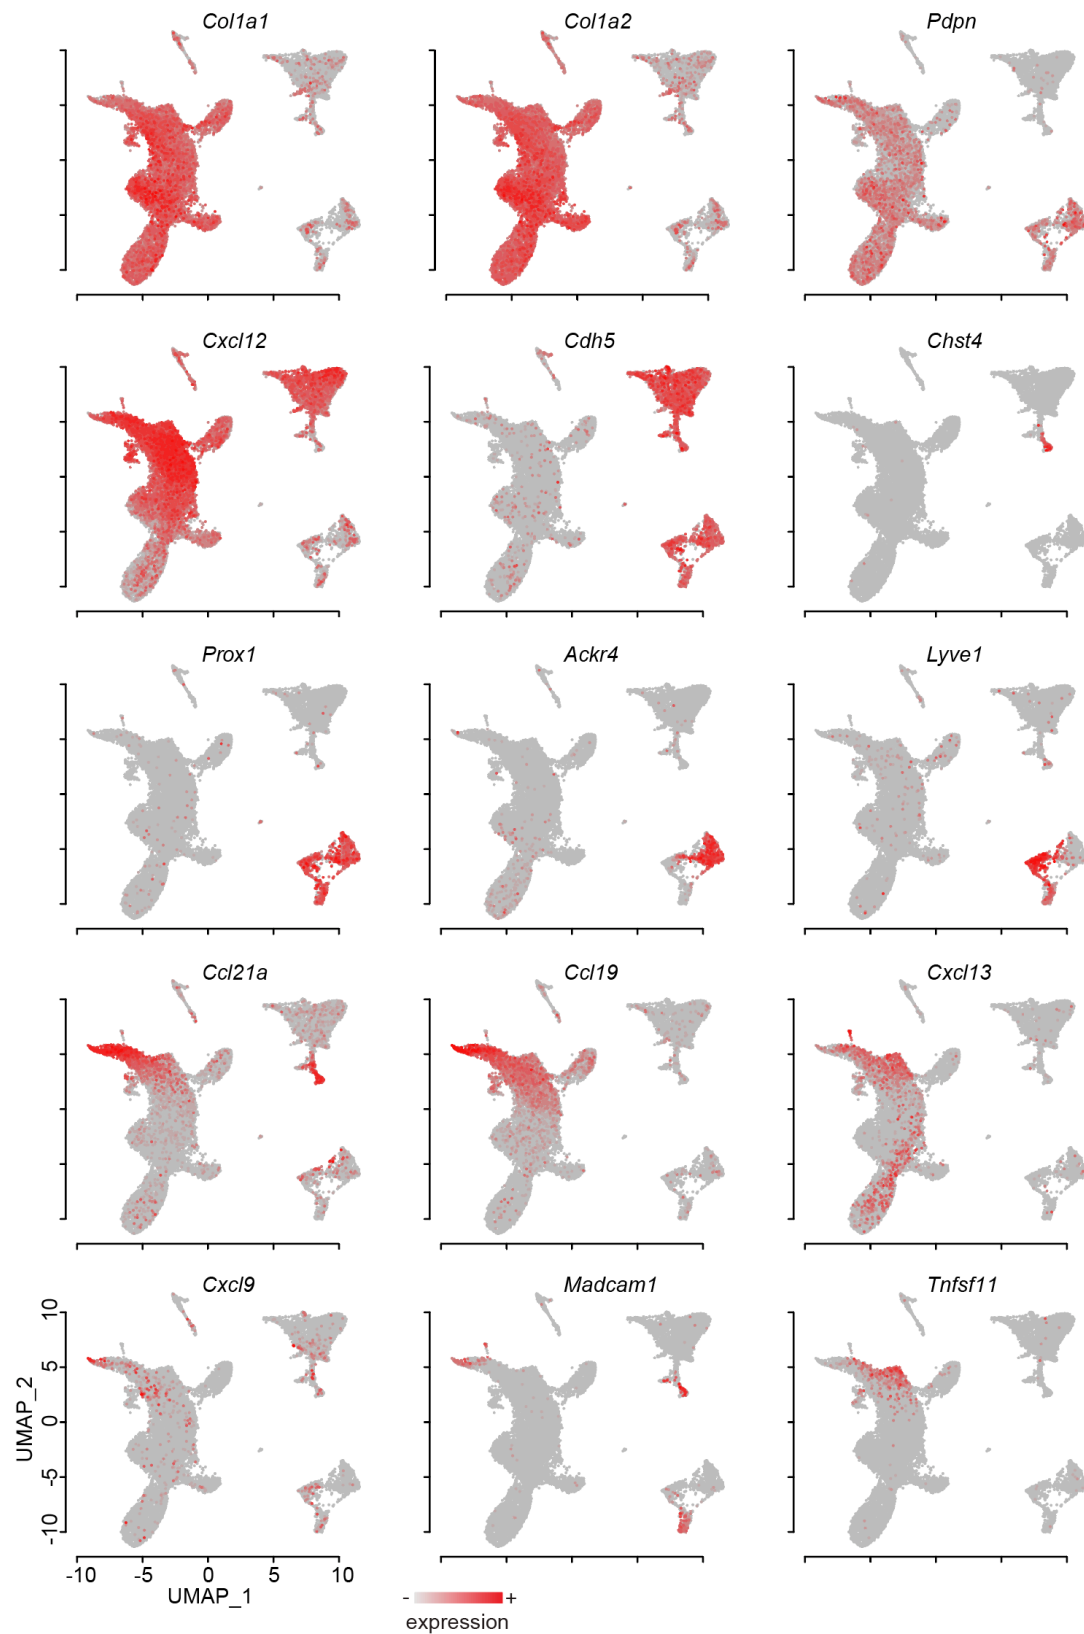 Col1a1 Col1a2 Pdpn
Cxcl12 Cdh5 Chst4
Prox1 Ackr4 Lyve1
Ccl21a Ccl19 Cxcl13
Cxcl9 Madcam1 Tnfsf11
10
5
0
-5
-10
UMAP_2
-10 -5 0 5 10
UMAP_1
- +
expression